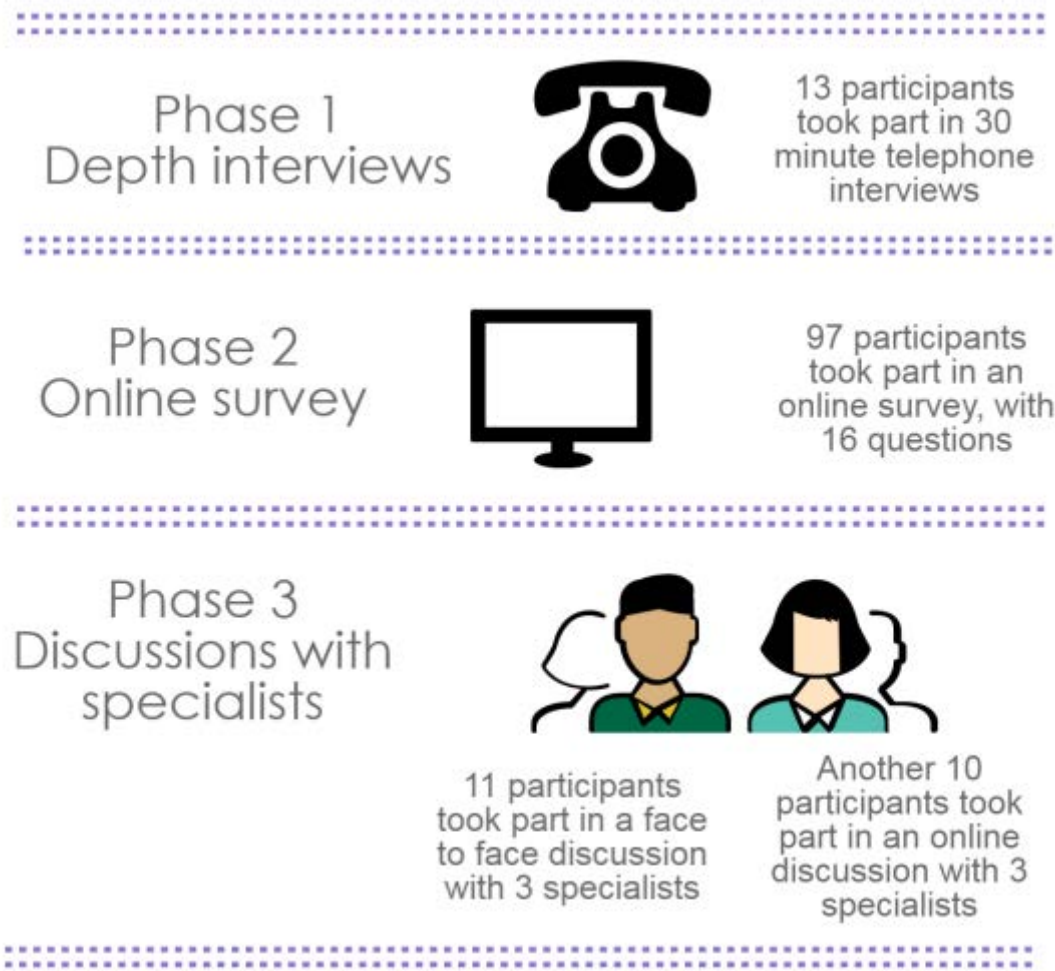 Phase 1
Depth interviews
13 participants
took part in 30
minute telephone
interviews
Phase 2
Online survey
97 participants
took part in an
online survey, with
16 questions
Phase 3
Discussions with
specialists
11 participants
took part in a face
to face discussion
with 3 specialists
Another 10
participants took
part in an online
discussion with 3
specialists